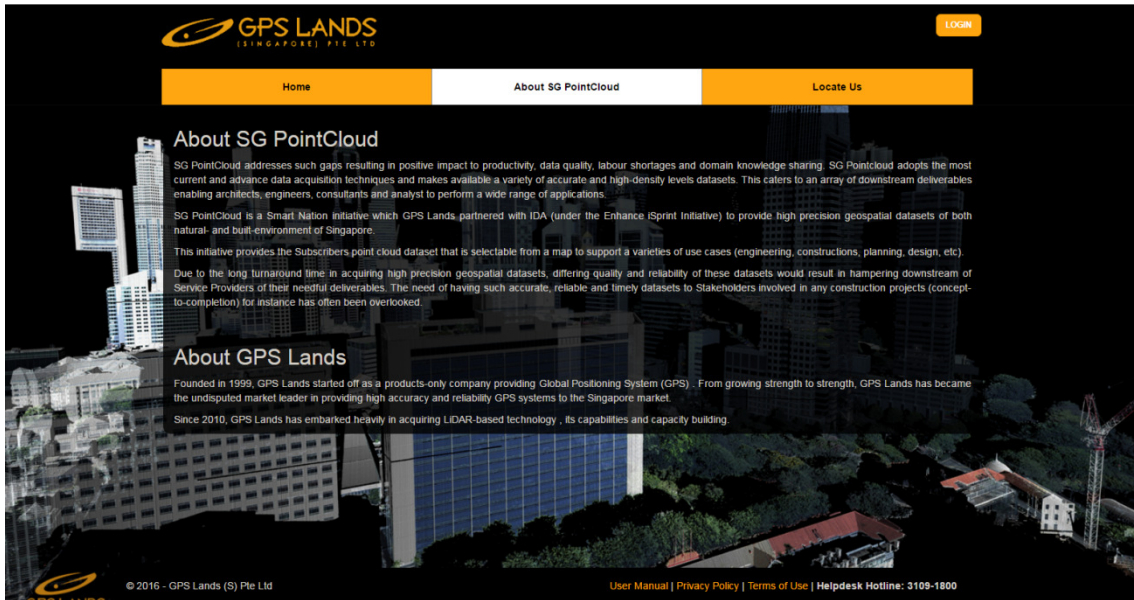 GPS LANDS
(SINGAPORE) PTE LTD
LOGIN
Home
About SG PointCloud
Locate Us
About SG PointCloud
SG PointCloud addresses such gaps resulting in positive impact to productivity, data quality, labour shortages and domain knowledge sharing. SG Pointcloud adopts the most
current and advance data acquisition techniques and makes available a variety of accurate and high-density levels datasets. This caters to an array of downstream deliverables
enabling architects, engineers, consultants and analyst to perform a wide range of applications.
SG PointCloud is a Smart Nation initiative which GPS Lands partnered with IDA (under the Enhance iSprint Initiative) to provide high precision geospatial datasets of both
natural- and built-environment of Singapore.
This initiative provides the Subscribers point cloud dataset that is selectable from a map to support a varieties of use cases (engineering, constructions, planning, design, etc).
Due to the long turnaround time in acquiring high precision geospatial datasets, differing quality and reliability of these datasets would result in hampering downstream of
Service Providers of their needful deliverables. The need of having such accurate, reliable and timely datasets to Stakeholders involved in any construction projects (concept-
to-completion) for instance has often been overlooked.
About GPS Lands
Founded in 1999, GPS Lands started off as a products-only company providing Global Positioning System (GPS) . From growing strength to strength, GPS Lands has became
the undisputed market leader in providing high accuracy and reliability GPS systems to the Singapore market.
Since 2010, GPS Lands has embarked heavily in acquiring LiDAR-based technology , its capabilities and capacity building.
© 2016 - GPS Lands (S) Pte Ltd
User Manual | Privacy Policy | Terms of Use | Helpdesk Hotline: 3109-1800
GPS LANDS